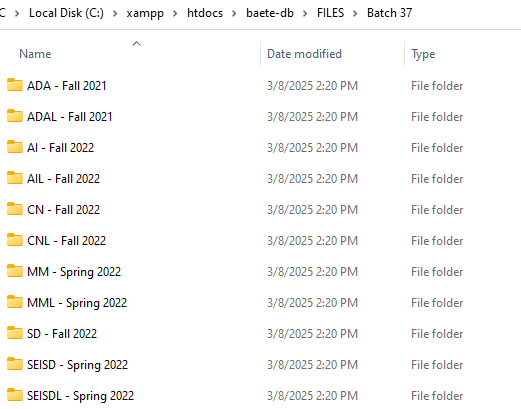 C > Local Disk (C:) > xampp > htdocs > baete-db > FILES > Batch 37
Name Date modified Type
ADA - Fall 2021 3/8/2025 2:20 PM File folder
ADAL - Fall 2021 3/8/2025 2:20 PM File folder
AI - Fall 2022 3/8/2025 2:20 PM File folder
AIL - Fall 2022 3/8/2025 2:20 PM File folder
CN - Fall 2022 3/8/2025 2:20 PM File folder
CNL - Fall 2022 3/8/2025 2:20 PM File folder
MM - Spring 2022 3/8/2025 2:20 PM File folder
MML - Spring 2022 3/8/2025 2:20 PM File folder
SD - Fall 2022 3/8/2025 2:20 PM File folder
SEISD - Spring 2022 3/8/2025 2:20 PM File folder
SEISDL - Spring 2022 3/8/2025 2:20 PM File folder